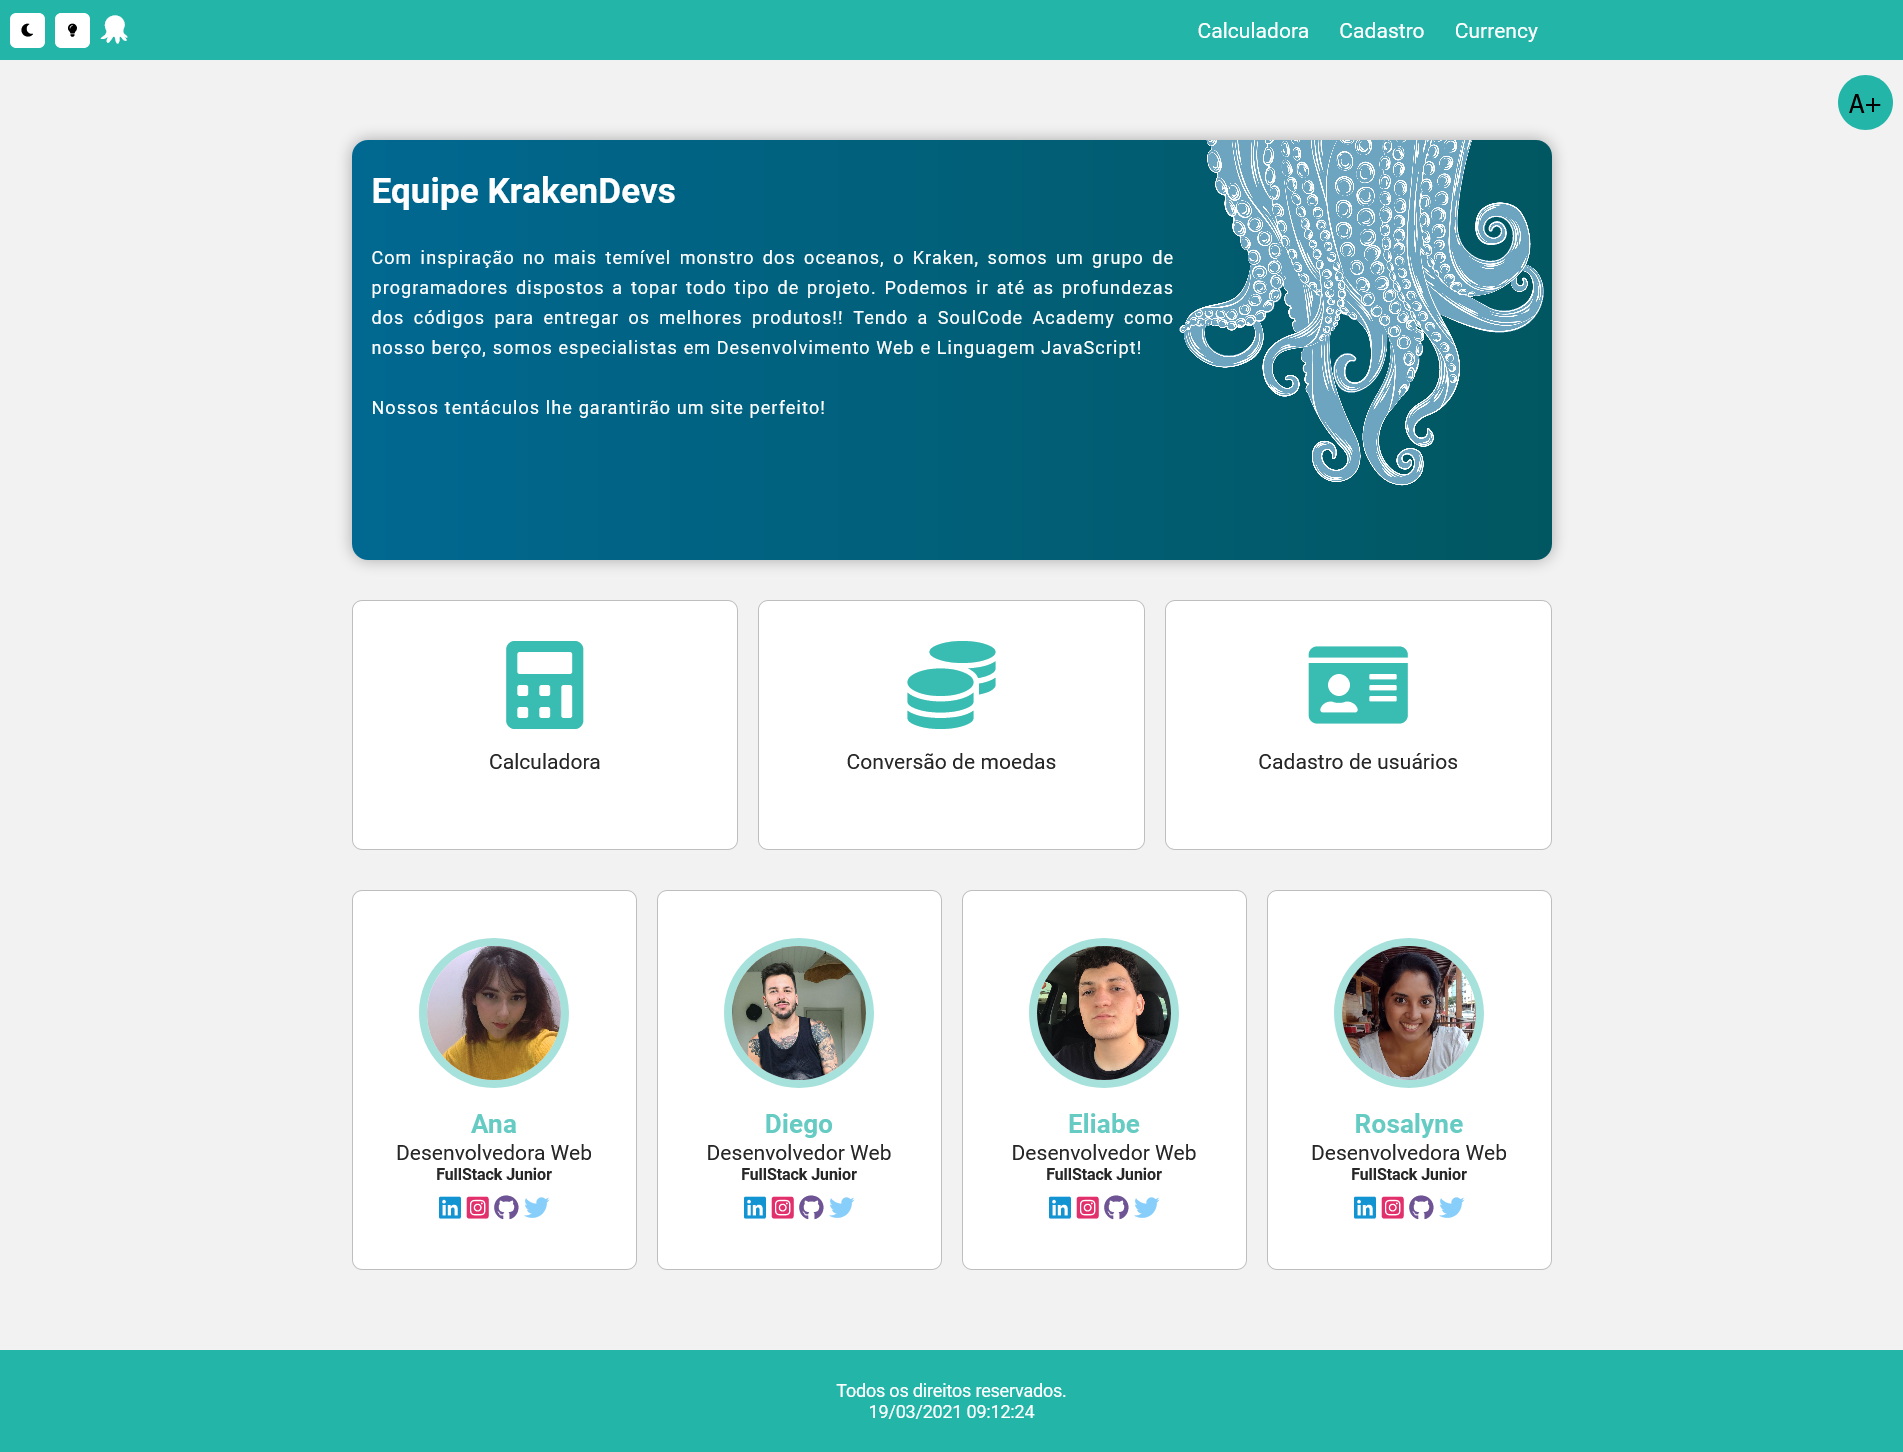 Calculadora Cadastro Currency
A+
Equipe KrakenDevs
Com inspiração no mais temível monstro dos oceanos, o Kraken, somos um grupo de
programadores dispostos a topar todo tipo de projeto. Podemos ir até as profundezas
dos códigos para entregar os melhores produtos!! Tendo a SoulCode Academy como
nosso berço, somos especialistas em Desenvolvimento Web e Linguagem JavaScript!
Nossos tentáculos lhe garantirão um site perfeito!
Calculadora
Conversão de moedas
Cadastro de usuários
Ana
Desenvolvedora Web
FullStack Junior
Diego
Desenvolvedor Web
FullStack Junior
Eliabe
Desenvolvedor Web
FullStack Junior
Rosalyne
Desenvolvedora Web
FullStack Junior
Todos os direitos reservados.
19/03/2021 09:12:24